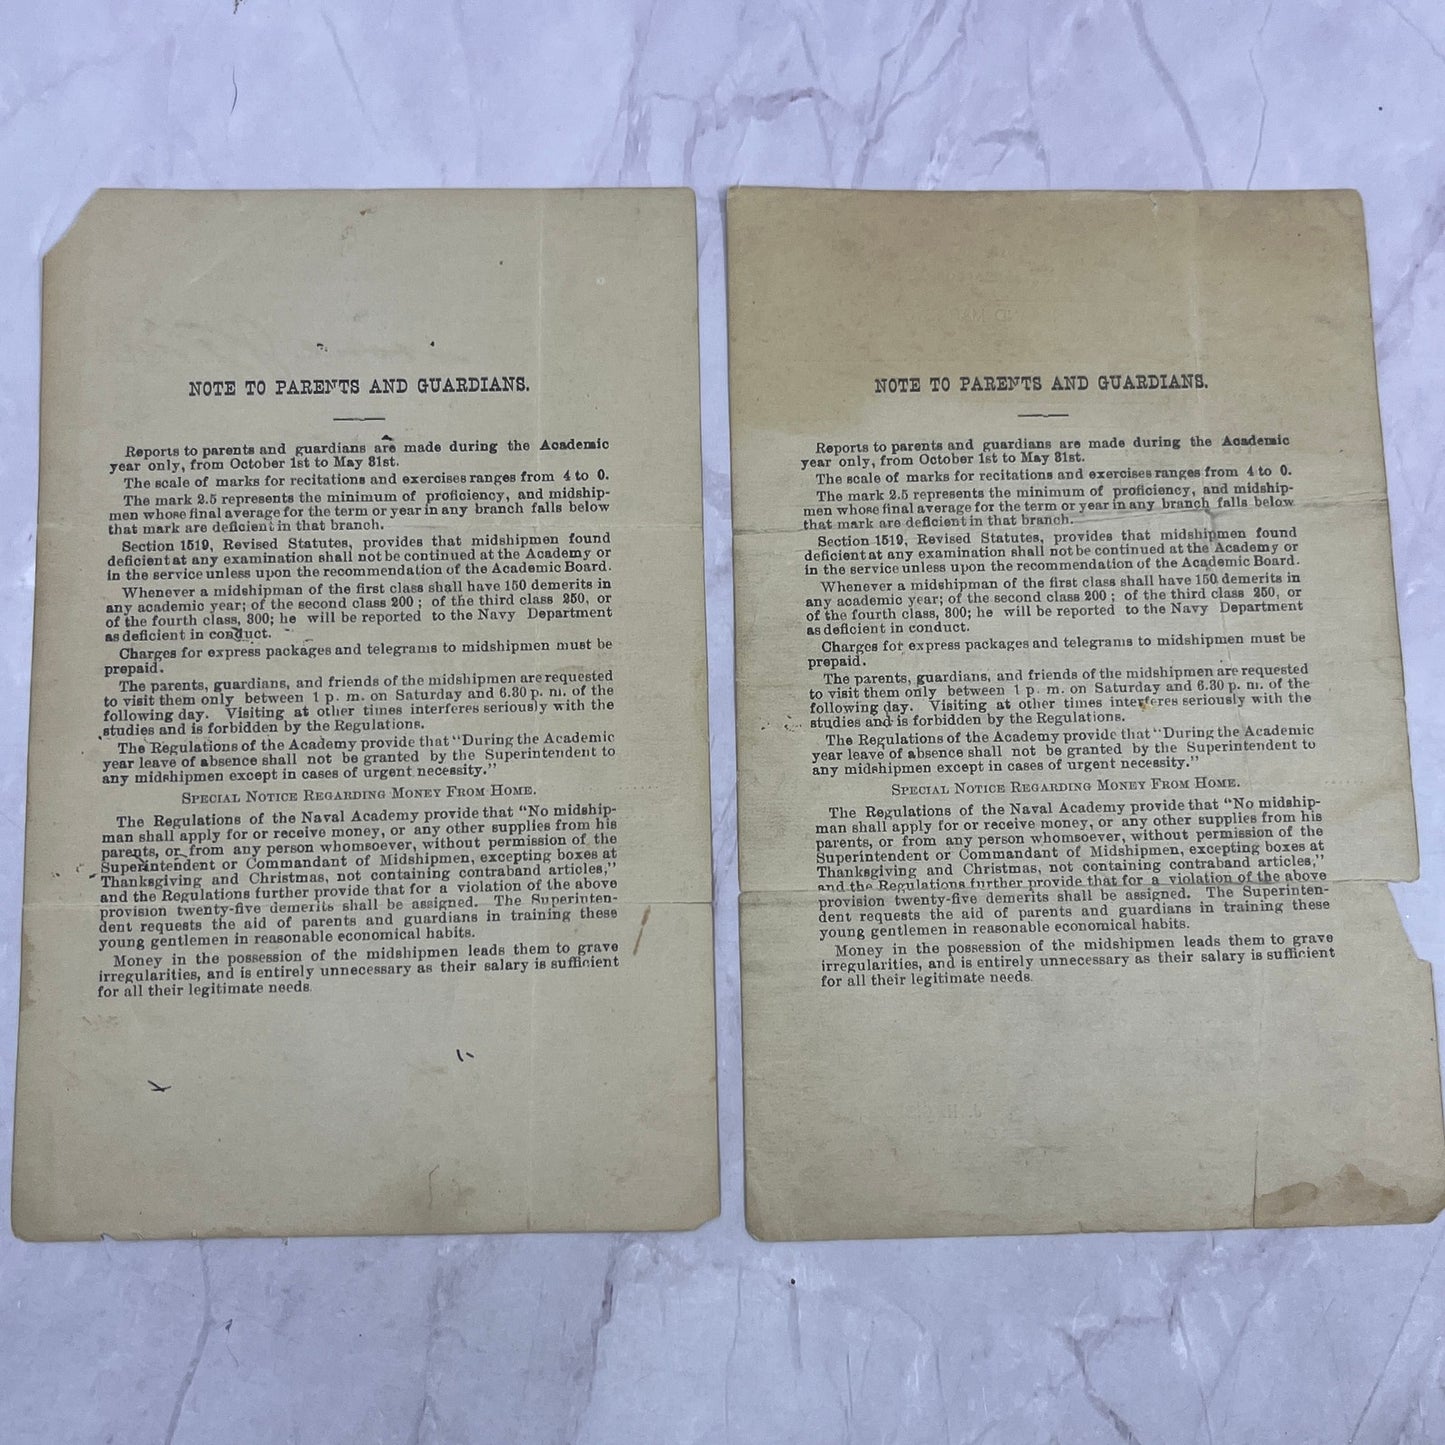 NOTE TO PARENTS AND GUARDIANS.
Reports to parents and guardians are made during the Academic
year only, from October 1st to May 31st.
The scale of marks for recitations and exercises ranges from 4 to 0.
The mark 2.5 represents the minimum of proficiency, and midship-
men whose final average for the term or year in any branch falls below
that mark are deficient in that branch.
Section 1519, Revised Statutes, provides that midshipmen found
deficient at any examination shall not be continued at the Academy or
in the service unless upon the recommendation of the Academic Board.
Whenever a midshipman of the first class shall have 150 demerits in
any academic year; of the second class 200; of the third class 250, or
of the fourth class, 300; he will be reported to the Navy Department
as deficient in conduct.
Charges for express packages and telegrams to midshipmen must be
prepaid.
The parents, guardians, and friends of the midshipmen are requested
to visit them only between 1 p. m. on Saturday and 6.30 p. m. of the
following day. Visiting at other times interferes seriously with the
studies and is forbidden by the Regulations.
The Regulations of the Academy provide that "During the Academic
year leave of absence shall not be granted by the Superintendent to
any midshipmen except in cases of urgent necessity."
SPECIAL NOTICE REGARDING MONEY FROM HOME.
The Regulations of the Naval Academy provide that "No midship-
man shall apply for or receive money, or any other supplies from his
parents, or from any person whomsoever, without permission of the
Superintendent or Commandant of Midshipmen, excepting boxes at
Thanksgiving and Christmas, not containing contraband articles,"
and the Regulations further provide that for a violation of the above
provision twenty-five demerits shall be assigned. The Superinten-
dent requests the aid of parents and guardians in training these
young gentlemen in reasonable economical habits.
Money in the possession of the midshipmen leads them to grave
irregularities, and is entirely unnecessary as their salary is sufficient
for all their legitimate needs.
NOTE TO PARENTS AND GUARDIANS.
Reports to parents and guardians are made during the Academic
year only, from October 1st to May 31st.
The scale of marks for recitations and exercises ranges from 4 to 0.
The mark 2.5 represents the minimum of proficiency, and midship-
men whose final average for the term or year in any branch falls below
that mark are deficient in that branch.
Section 1519, Revised Statutes, provides that midshipmen found
deficient at any examination shall not be continued at the Academy or
in the service unless upon the recommendation of the Academic Board.
Whenever a midshipman of the first class shall have 150 demerits in
any academic year; of the second class 200; of the third class 250, or
of the fourth class, 300; he will be reported to the Navy Department
as deficient in conduct.
Charges for express packages and telegrams to midshipmen must be
prepaid.
The parents, guardians, and friends of the midshipmen are requested
to visit them only between 1 p. m. on Saturday and 6.30 p. m. of the
following day. Visiting at other times interferes seriously with the
studies and is forbidden by the Regulations.
The Regulations of the Academy provide that "During the Academic
year leave of absence shall not be granted by the Superintendent to
any midshipmen except in cases of urgent necessity."
SPECIAL NOTICE REGARDING MONEY FROM HOME.
The Regulations of the Naval Academy provide that "No midship-
man shall apply for or receive money, or any other supplies from his
parents, or from any person whomsoever, without permission of the
Superintendent or Commandant of Midshipmen, excepting boxes at
Thanksgiving and Christmas, not containing contraband articles,"
and the Regulations further provide that for a violation of the above
provision twenty-five demerits shall be assigned. The Superinten-
dent requests the aid of parents and guardians in training these
young gentlemen in reasonable economical habits.
Money in the possession of the midshipmen leads them to grave
irregularities, and is entirely unnecessary as their salary is sufficient
for all their legitimate needs.